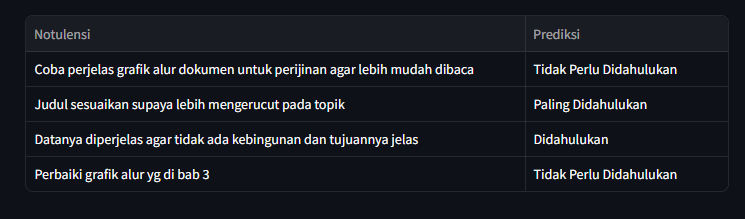 Notulensi Prediksi
Coba perjelas grafik alur dokumen untuk perijinan agar lebih mudah dibaca Tidak Perlu Didahulukan
Judul sesuaikan supaya lebih mengerucut pada topik Paling Didahulukan
Datanya diperjelas agar tidak ada kebingunan dan tujuannya jelas Didahulukan
Perbaiki grafik alur yg di bab 3 Tidak Perlu Didahulukan